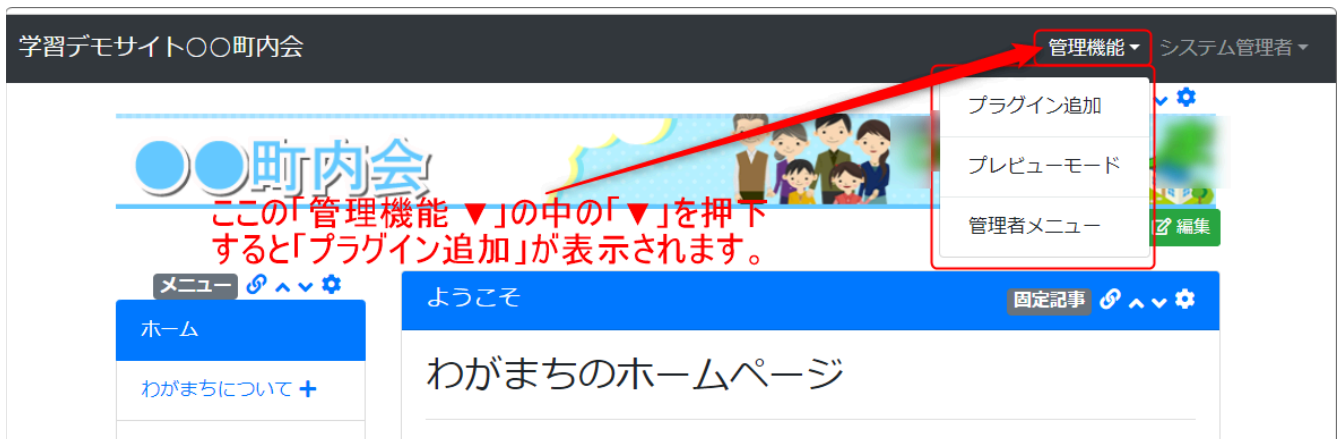 学習デモサイト○○町内会
管理機能
システム管理者
プラグイン追加
プレビューモード
管理者メニュー
●●町内会
編集
ここの「管理機能 ▼」の中の「▼」を押下
すると「プラグイン追加」が表示されます。
メニュー
ホーム
わがまちについて
ようこそ
固定記事
わがまちのホームページ